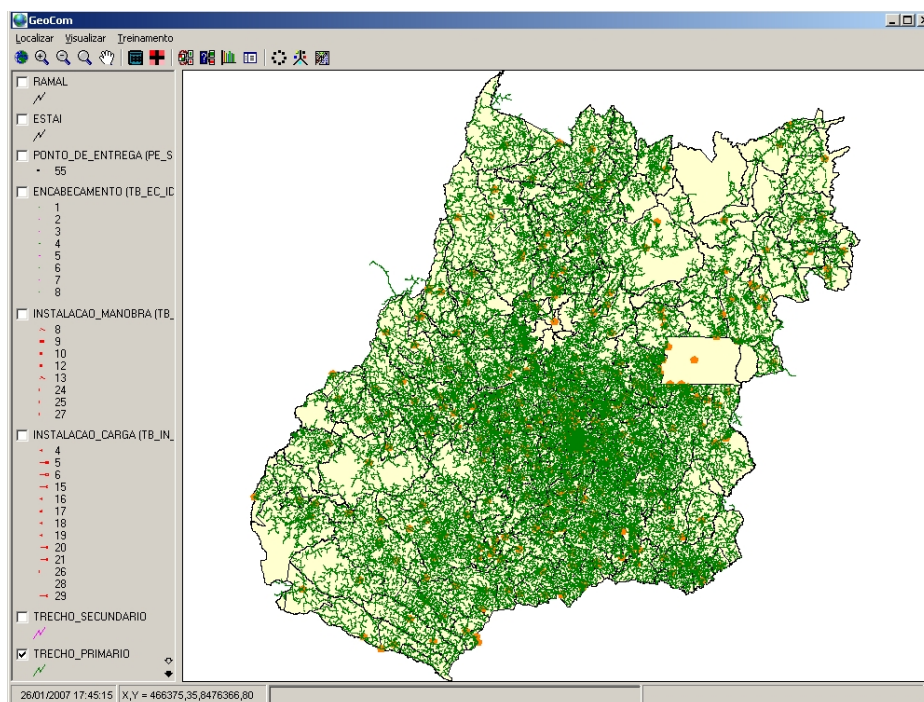 GeoCom
Localizar Visualizar Treinamento
RAMAL
ESTAI
PONTO_DE_ENTREGA (PE_S
55
ENCABECAMENTO (TB_EC_ID
1
2
3
4
5
6
7
8
INSTALACAO_MANOBRA (TB_
8
9
10
12
13
24
25
27
INSTALACAO_CARGA (TB_IN_
4
5
6
15
16
17
18
19
20
21
26
28
29
TRECHO_SECUNDARIO
TRECHO_PRIMARIO
26/01/2007 17:45:15 X,Y = 466375,35,8476366,80